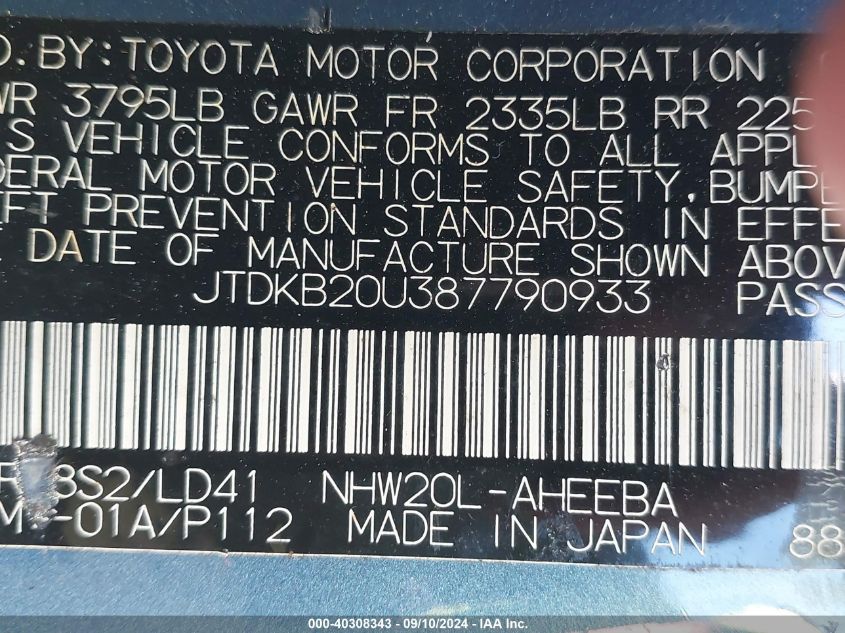 D.BY:TOYOTA MOTOR CORPORATION
WR 3795LB GAWR FR 2335LB RR 225
S VEHICLE CONFORMS TO ALL APPL
DERAL MOTOR VEHICLE SAFETY, BUMPE
EFT PREVENTION STANDARDS IN EFFE
E DATE OF MANUFACTURE SHOWN ABOV
JTDKB20U387790933 PASS
8S2/LD41 NHW20L-AHEEBA
-01A/P112 MADE IN JAPAN 88
000-40308343 - 09/10/2024 - IAA Inc.